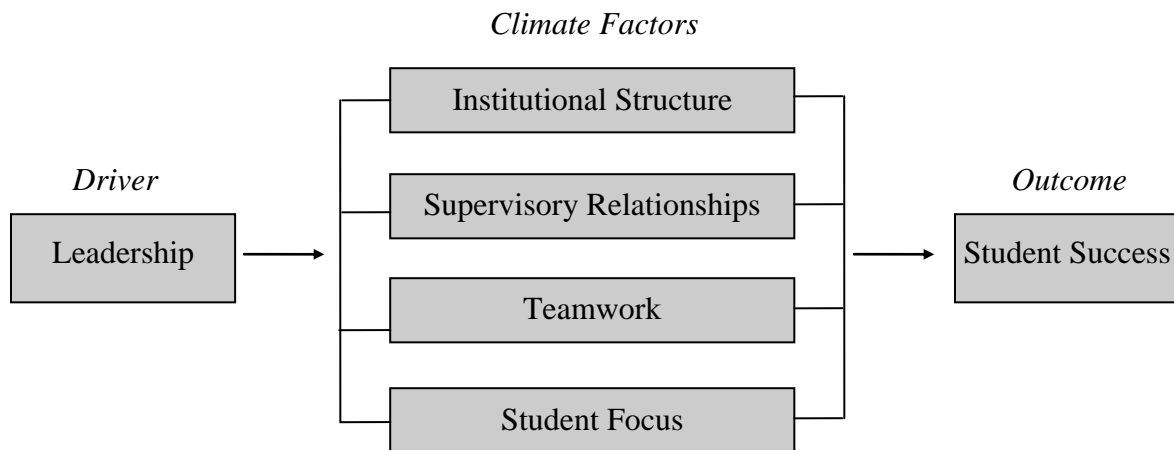 Climate Factors
Institutional Structure
Driver
Supervisory Relationships
Outcome
Leadership
Student Success
Teamwork
Student Focus